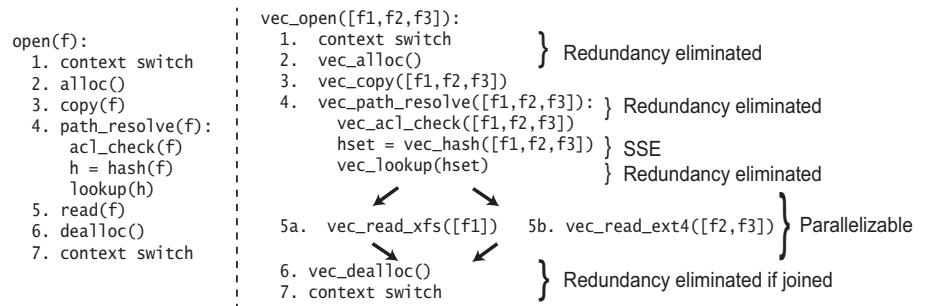 open(f):
1. context switch
2. alloc()
3. copy(f)
4. path_resolve(f):
acl_check(f)
h = hash(f)
lookup(h)
5. read(f)
6. dealloc()
7. context switch
vec_open([f1,f2,f3]):
1. context switch
2. vec_alloc()
} Redundancy eliminated
3. vec_copy([f1,f2,f3])
4. vec_path_resolve([f1,f2,f3]): } Redundancy eliminated
vec_acl_check([f1,f2,f3])
hset = vec_hash([f1,f2,f3]) } SSE
vec_lookup(hset) } Redundancy eliminated
5a. vec_read_xfs([f1]) 5b. vec_read_ext4([f2,f3]) } Parallelizable
6. vec_dealloc()
7. context switch
} Redundancy eliminated if joined